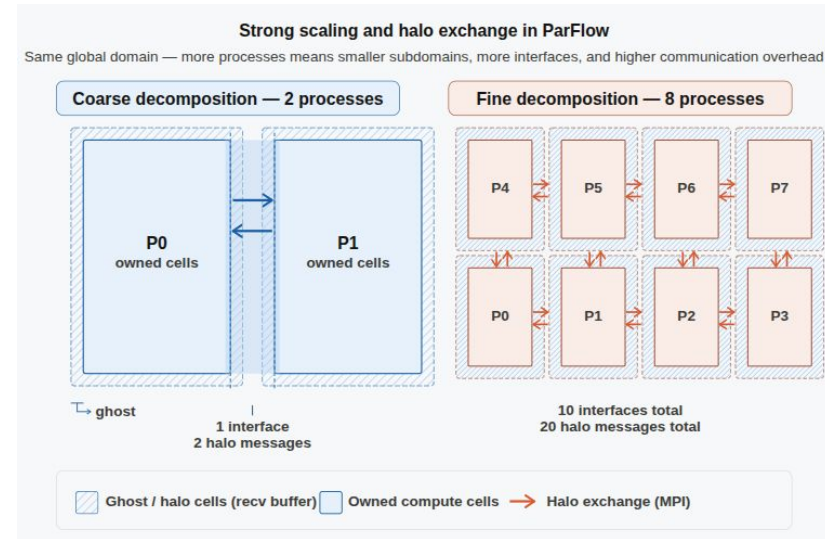 Strong scaling and halo exchange in ParFlow
Same global domain — more processes means smaller subdomains, more interfaces, and higher communication overhead
Coarse decomposition — 2 processes
Fine decomposition — 8 processes
P0
owned cells
P1
owned cells
P4
P5
P6
P7
P0
P1
P2
P3
ghost
1 interface
2 halo messages
10 interfaces total
20 halo messages total
Ghost / halo cells (recv buffer)
Owned compute cells
Halo exchange (MPI)